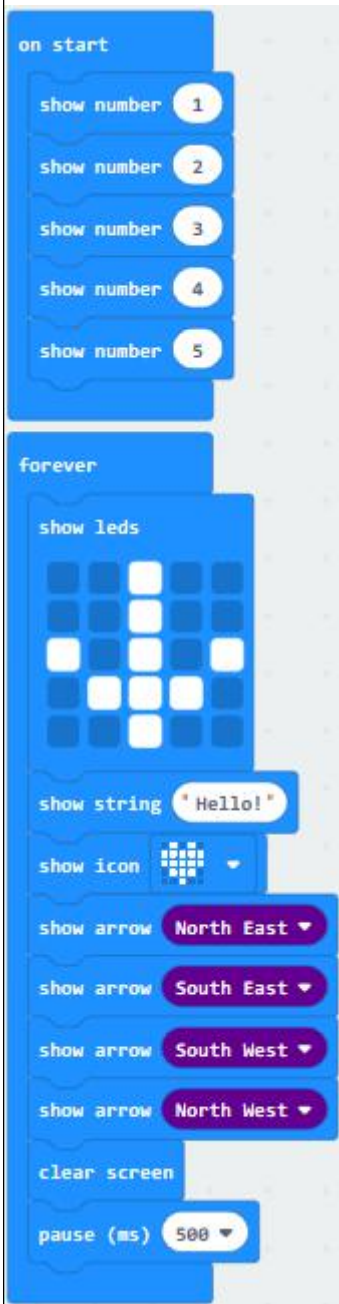 on start
show number 1
show number 2
show number 3
show number 4
show number 5
forever
show leds
show string "Hello!"
show icon
show arrow North East
show arrow South East
show arrow South West
show arrow North West
clear screen
pause (ms) 500